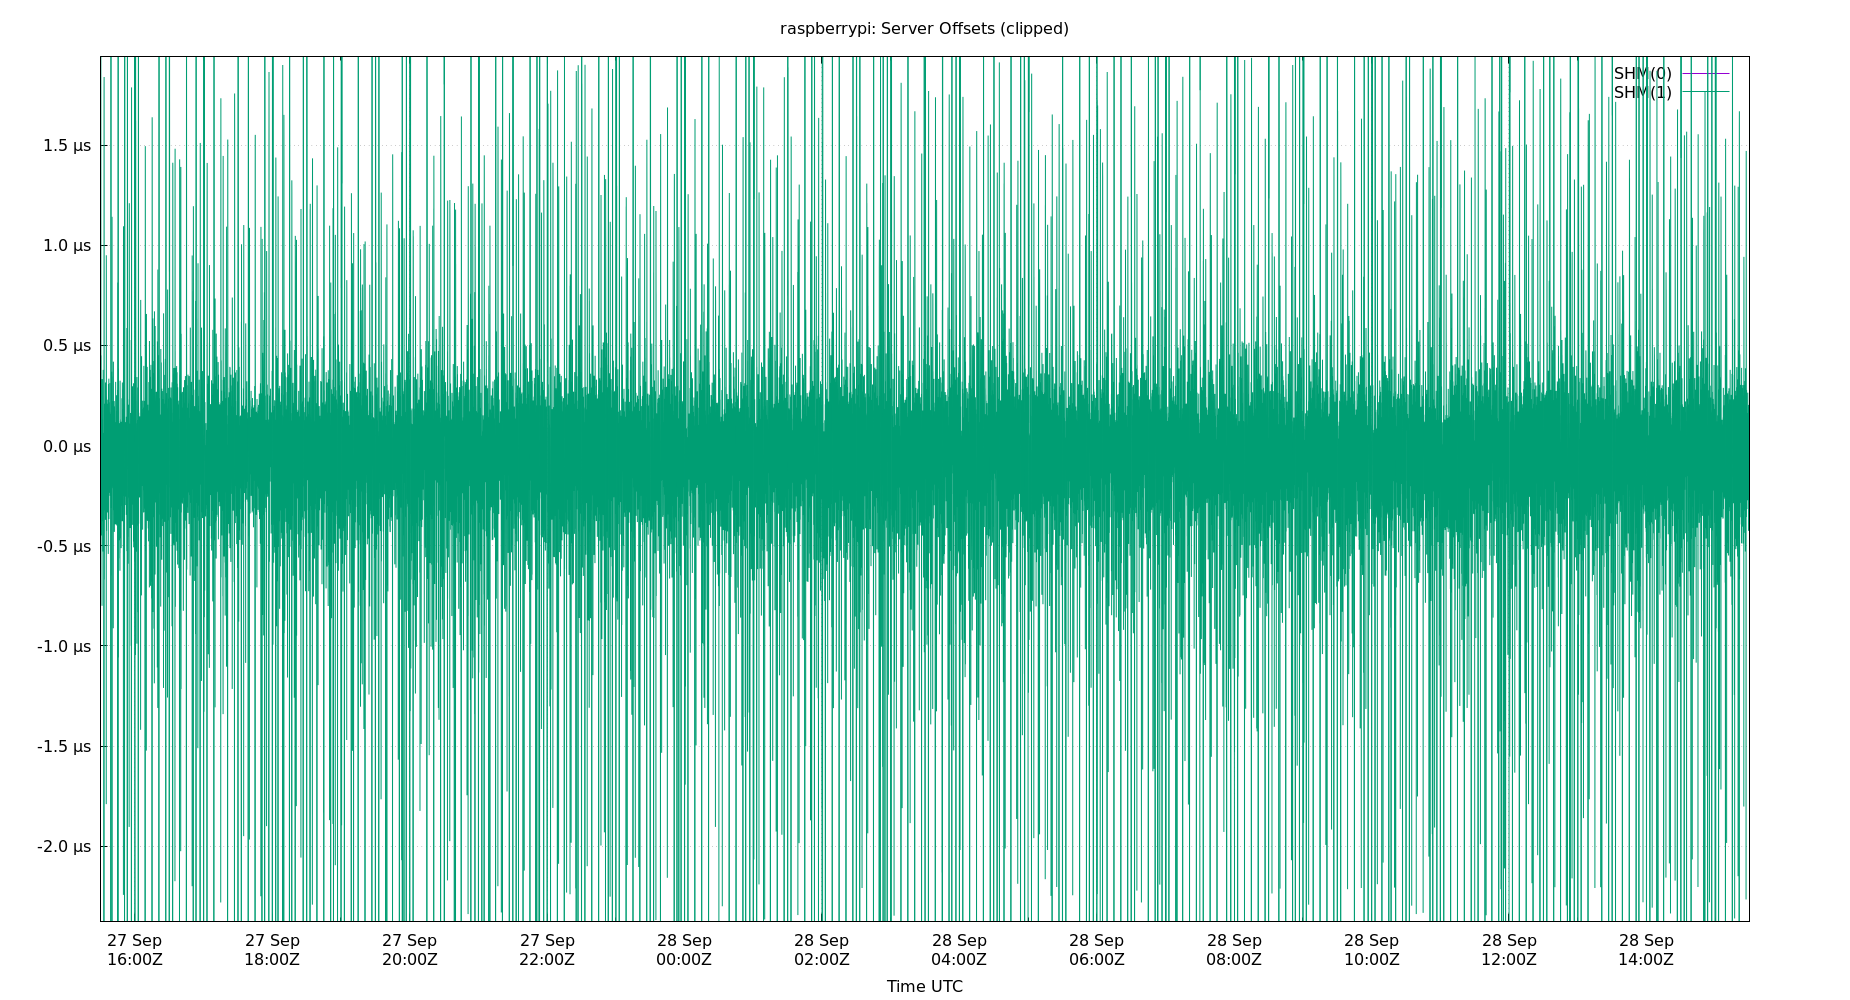 raspberrypi: Server Offsets (clipped)
SHM(0)
SHM(1)
1.5 µs
1.0 µs
0.5 µs
0.0 µs
-0.5 µs
-1.0 µs
-1.5 µs
-2.0 µs
27 Sep 27 Sep 27 Sep 27 Sep 28 Sep 28 Sep 28 Sep 28 Sep 28 Sep 28 Sep 28 Sep 28 Sep
16:00Z 18:00Z 20:00Z 22:00Z 00:00Z 02:00Z 04:00Z 06:00Z 08:00Z 10:00Z 12:00Z 14:00Z
Time UTC